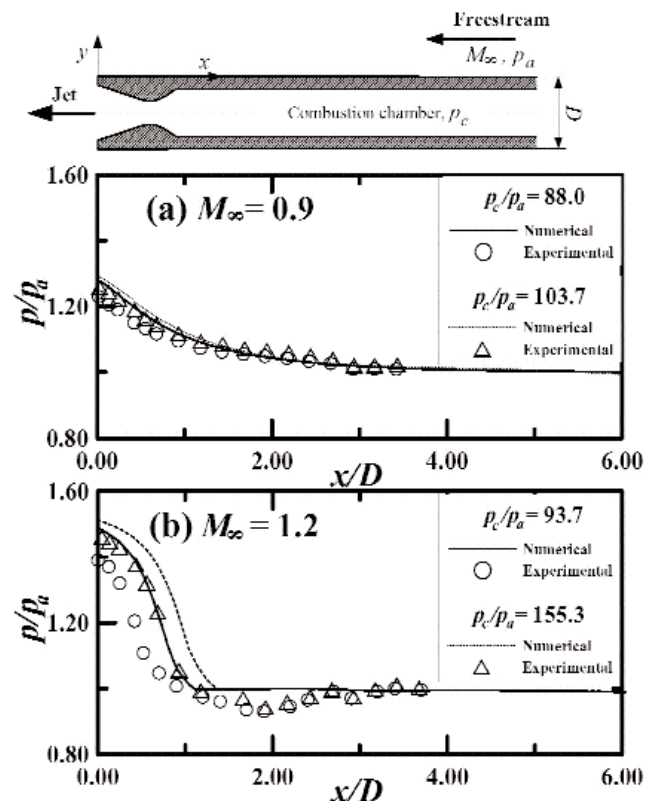 Freestream
M∞ , pa
y
x
Jet
Combustion chamber, pc
D
1.60
(a) M∞ = 0.9
pc/pa = 88.0
Numerical
Experimental
pc/pa = 103.7
Numerical
Experimental
p/pa
1.20
0.80
0.00 2.00 4.00 6.00
x/D
1.60
(b) M∞ = 1.2
pc/pa = 93.7
Numerical
Experimental
pc/pa = 155.3
Numerical
Experimental
p/pa
1.20
0.80
0.00 2.00 4.00 6.00
x/D